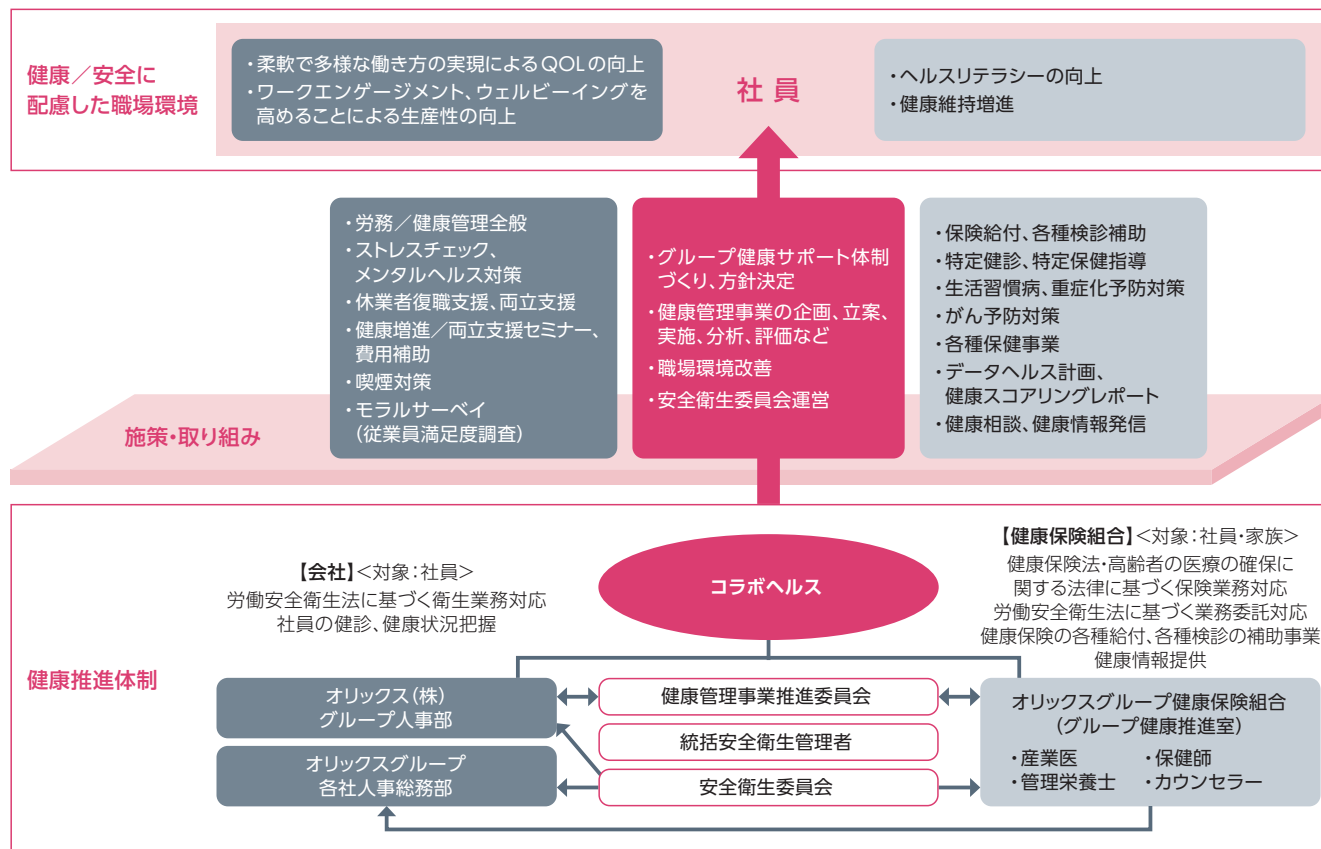 健康／安全に
配慮した職場環境
・柔軟で多様な働き方の実現によるQOLの向上
・ワークエンゲージメント、ウェルビーイングを
高めることによる生産性の向上
社員
・ヘルスリテラシーの向上
・健康維持増進
施策・取り組み
・労務／健康管理全般
・ストレスチェック、
メンタルヘルス対策
・休業者復職支援、両立支援
・健康増進／両立支援セミナー、
費用補助
・喫煙対策
・モラルサーベイ
（従業員満足度調査）
・グループ健康サポート体制
づくり、方針決定
・健康管理事業の企画、立案、
実施、分析、評価など
・職場環境改善
・安全衛生委員会運営
・保険給付、各種検診補助
・特定健診、特定保健指導
・生活習慣病、重症化予防対策
・がん予防対策
・各種保健事業
・データヘルス計画、
健康スコアリングレポート
・健康相談、健康情報発信
健康推進体制
【会社】＜対象：社員＞
労働安全衛生法に基づく衛生業務対応
社員の健診、健康状況把握
コラボヘルス
【健康保険組合】＜対象：社員・家族＞
健康保険法・高齢者の医療の確保に
関する法律に基づく保険業務対応
労働安全衛生法に基づく業務委託対応
健康保険の各種給付、各種検診の補助事業
健康情報提供
オリックス（株）
グループ人事部
オリックスグループ
各社人事総務部
健康管理事業推進委員会
統括安全衛生管理者
安全衛生委員会
オリックスグループ健康保険組合
（グループ健康推進室）
・産業医 ・保健師
・管理栄養士 ・カウンセラー